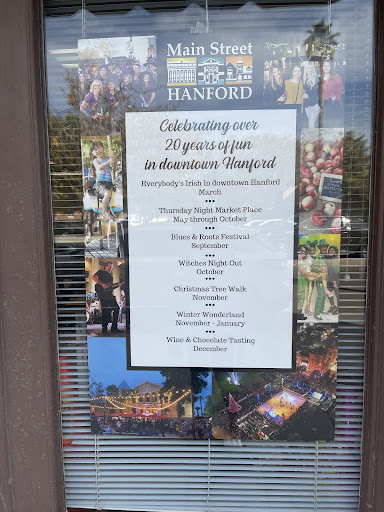 Main Street
HANFORD
Celebrating over
20 years of fun
in downtown Hanford
Everybody's Irish in downtown Hanford
March
•••
Thursday Night Market Place
May through October
•••
Blues & Roots Festival
September
•••
Witches Night Out
October
•••
Christmas Tree Walk
November
•••
Winter Wonderland
November - January
•••
Wine & Chocolate Tasting
December